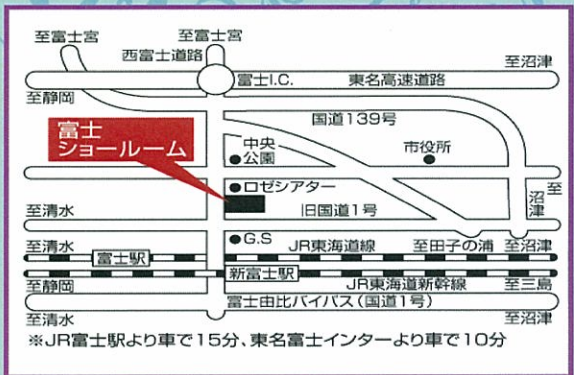 至富士宮
至富士宮
西富士道路
至沼津
富士I.C.
東名高速道路
至静岡
国道139号
富士
ショールーム
中央
公園
市役所
ロゼシアター
至
沼津
至清水
旧国道1号
G.S
至清水
JR東海道線
至田子の浦
至沼津
富士駅
新富士駅
至静岡
JR東海道新幹線
至三島
富士由比バイパス(国道1号)
至清水
至沼津
※JR富士駅より車で15分、東名富士インターより車で10分